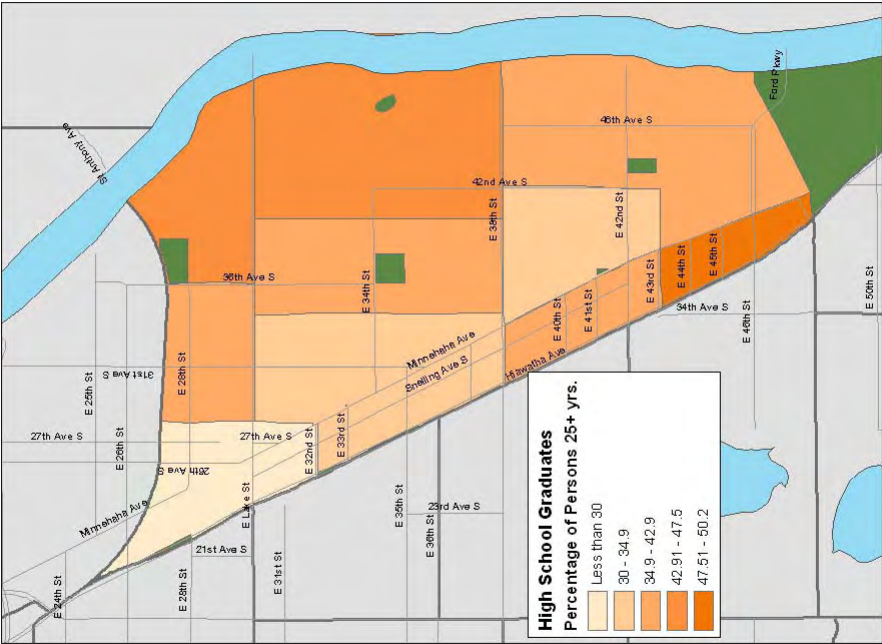 St Anthony Ave
Ford Pkwy
46th Ave S
42nd Ave S
E 38th St
E 42nd St
36th Ave S
E 34th St
E 43rd St
E 44th St
E 45th St
34th Ave S
E 46th St
E 50th St
E 40th St
E 41st St
Minnehaha Ave
Snelling Ave S
Hiawatha Ave
31st Ave S
E 28th St
E 25th St
27th Ave S
E 26th St
26th Ave S
27th Ave S
E 32nd St
E 33rd St
E Lake St
Minnehaha Ave
E 35th St
E 36th St
23rd Ave S
21st Ave S
E 24th St
E 28th St
E 31st St
High School Graduates
Percentage of Persons 25+ yrs.
Less than 30
30 - 34.9
34.9 - 42.9
42.91 - 47.5
47.51 - 50.2